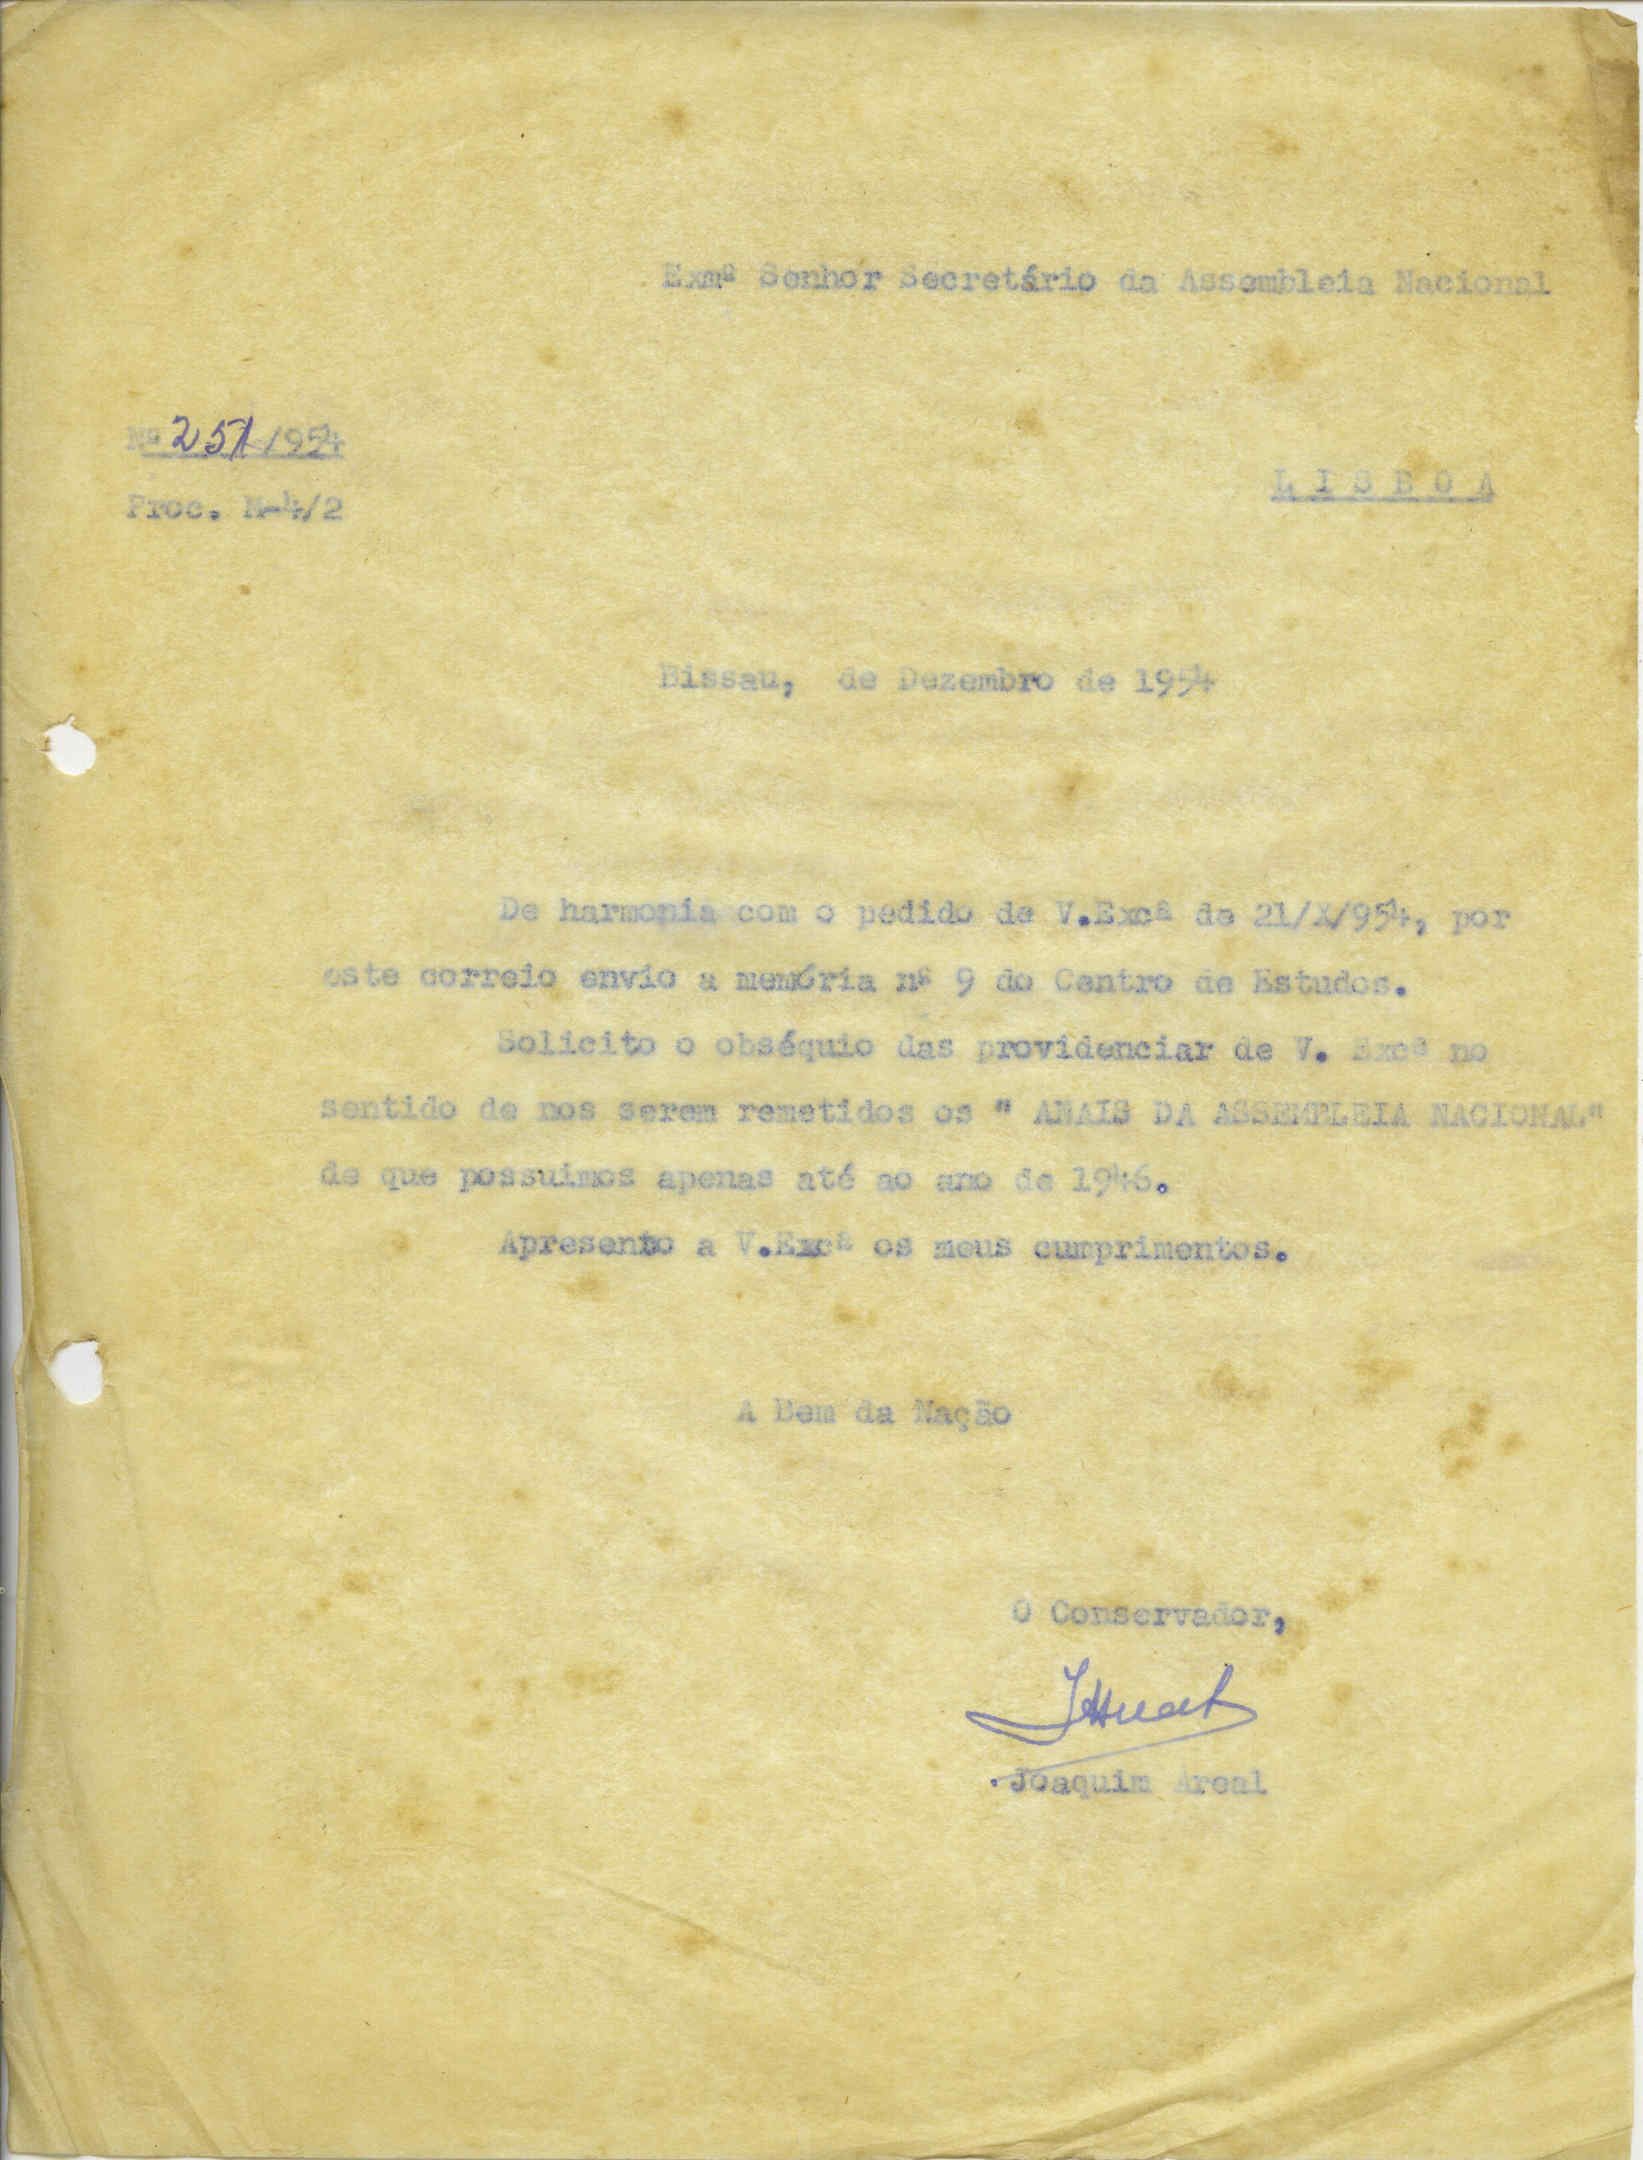 Exmº Senhor Secretário da Assembleia Nacional
Nº 251/954
L I S B O A
Proc. M-4/2
Bissau, de Dezembro de 1954
De harmonia com o pedido de V.Excª de 21/X/954, por
este correio envio a memória nº 9 do Centro de Estudos.
Solicito o obséquio das providenciar de V. Excª no
sentido de nos serem remetidos os " ANAIS DA ASSEMBLEIA NACIONAL"
de que possuimos apenas até ao ano de 1946.
Apresento a V.Excª os meus cumprimentos.
A Bem da Nação
O Conservador,
Joaquim Areal